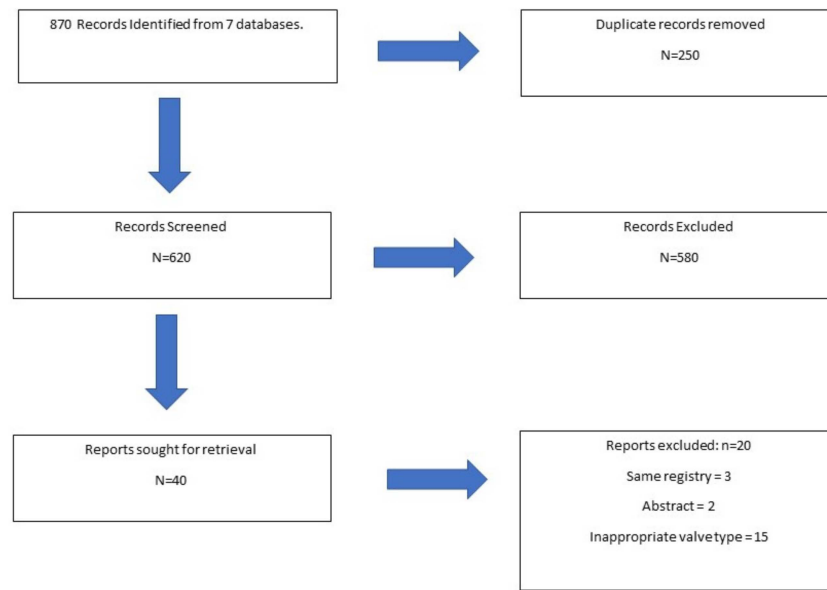 870 Records Identified from 7 databases.
Duplicate records removed
N=250
Records Screened
N=620
Records Excluded
N=580
Reports sought for retrieval
N=40
Reports excluded: n=20
Same registry = 3
Abstract = 2
Inappropriate valve type = 15